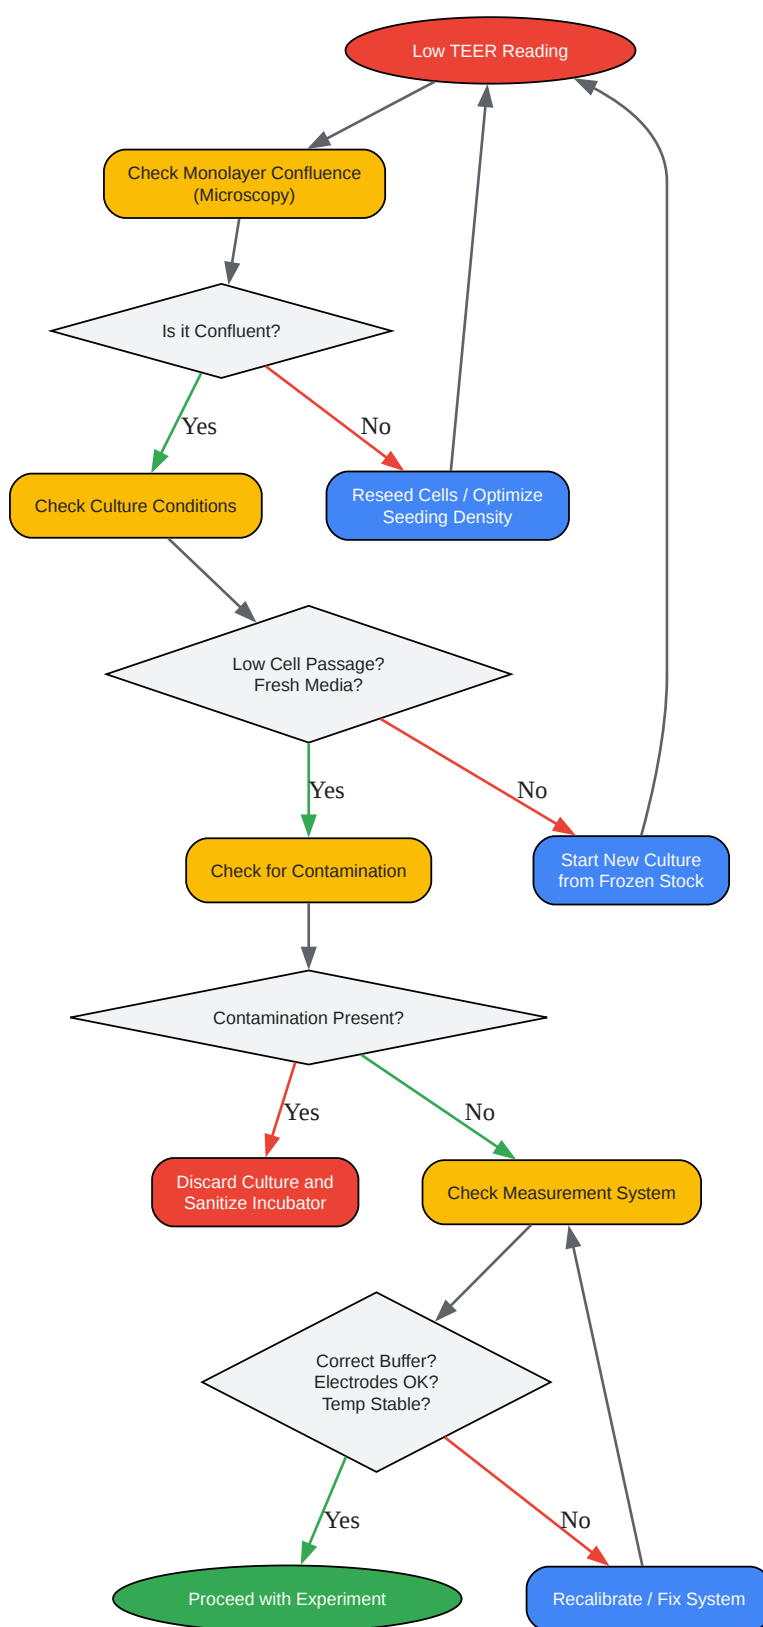 Low TEER Reading
Check Monolayer Confluence
(Microscopy)
Is it Confluent?
Yes
No
Check Culture Conditions
Reseed Cells / Optimize
Seeding Density
Low Cell Passage?
Fresh Media?
Yes
No
Check for Contamination
Start New Culture
from Frozen Stock
Contamination Present?
Yes
No
Discard Culture and
Sanitize Incubator
Check Measurement System
Correct Buffer?
Electrodes OK?
Temp Stable?
Yes
No
Proceed with Experiment
Recalibrate / Fix System